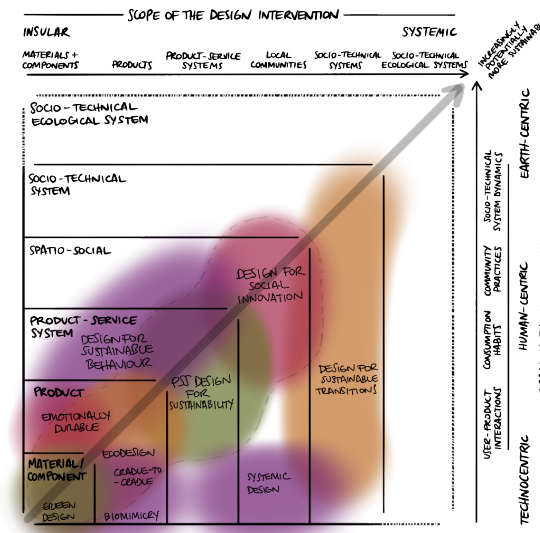 SCOPE OF THE DESIGN INTERVENTION
INSULAR
SYSTEMIC
MATERIALS +
COMPONENTS
PRODUCTS
PRODUCT-SERVICE
SYSTEMS
LOCAL
COMMUNITIES
SOCIO-TECHNICAL
SYSTEMS
SOCIO-TECHNICAL
ECOLOGICAL SYSTEMS
INCREASINGLY
POTENTIALLY
MORE SUSTAINABLE
SOCIO-TECHNICAL
ECOLOGICAL SYSTEM
SOCIO-TECHNICAL
SYSTEM
SPATIO-SOCIAL
DESIGN FOR
SOCIAL
INNOVATION
PRODUCT-SERVICE
SYSTEM
DESIGN FOR
SUSTAINABLE
BEHAVIOUR
PSS DESIGN
FOR
SUSTAINABILITY
DESIGN FOR
SUSTAINABLE
TRANSITIONS
PRODUCT
EMOTIONALLY
DURABLE
MATERIAL/
COMPONENT
ECODESIGN
CRADLE-TO
-CRADLE
SYSTEMIC
DESIGN
GREEN
DESIGN
BIOMIMICRY
SOCIO-TECHNICAL
SYSTEM DYNAMICS
COMMUNITY
PRACTICES
CONSUMPTION
HABITS
USER-PRODUCT
INTERACTIONS
EARTH-CENTRIC
HUMAN-CENTRIC
TECHNOCENTRIC